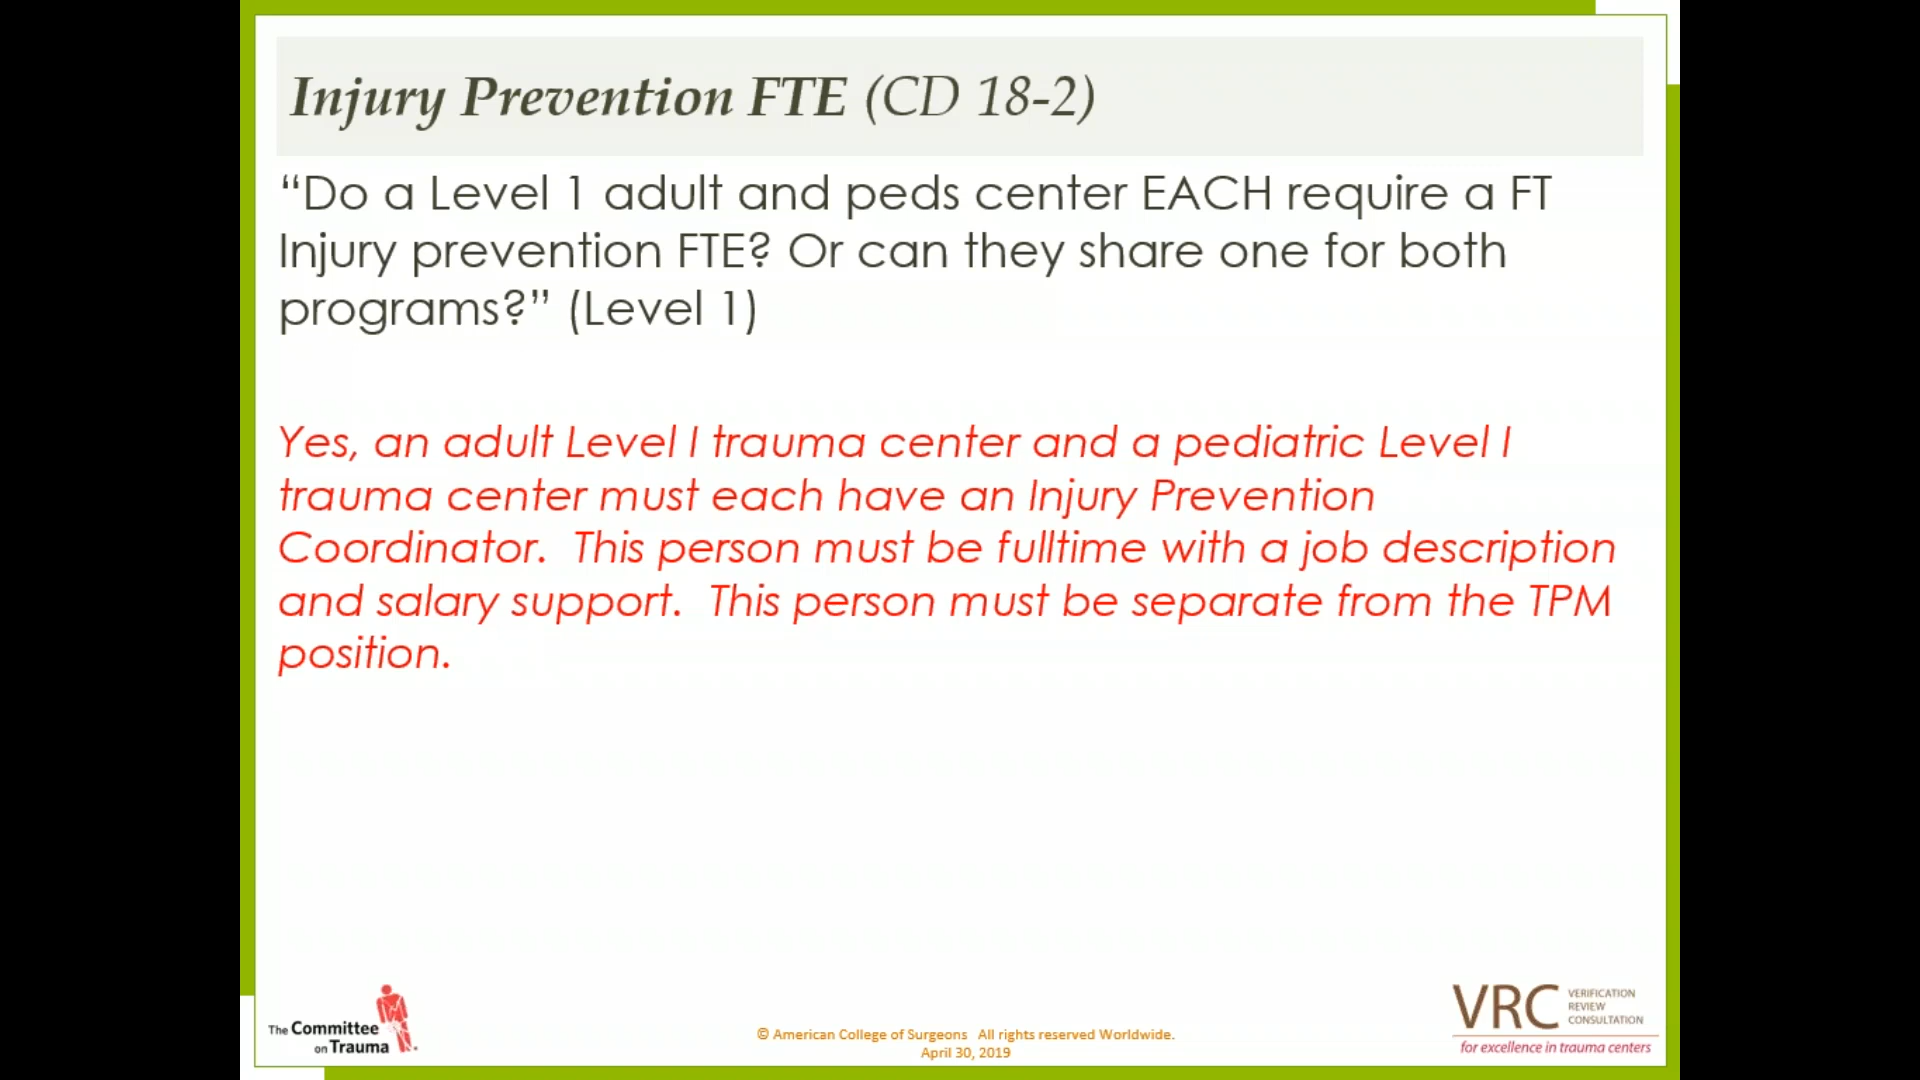 Injury Prevention FTE (CD 18-2)
“Do a Level 1 adult and peds center EACH require a FT
Injury prevention FTE? Or can they share one for both
programs?” (Level 1)
Yes, an adult Level I trauma center and a pediatric Level I
trauma center must each have an Injury Prevention
Coordinator.  This person must be fulltime with a job description
and salary support.  This person must be separate from the TPM
position.
The Committee
on Trauma
© American College of Surgeons   All rights reserved Worldwide.
April 30, 2019
VRC
VERIFICATION
REVIEW
CONSULTATION
for excellence in trauma centers